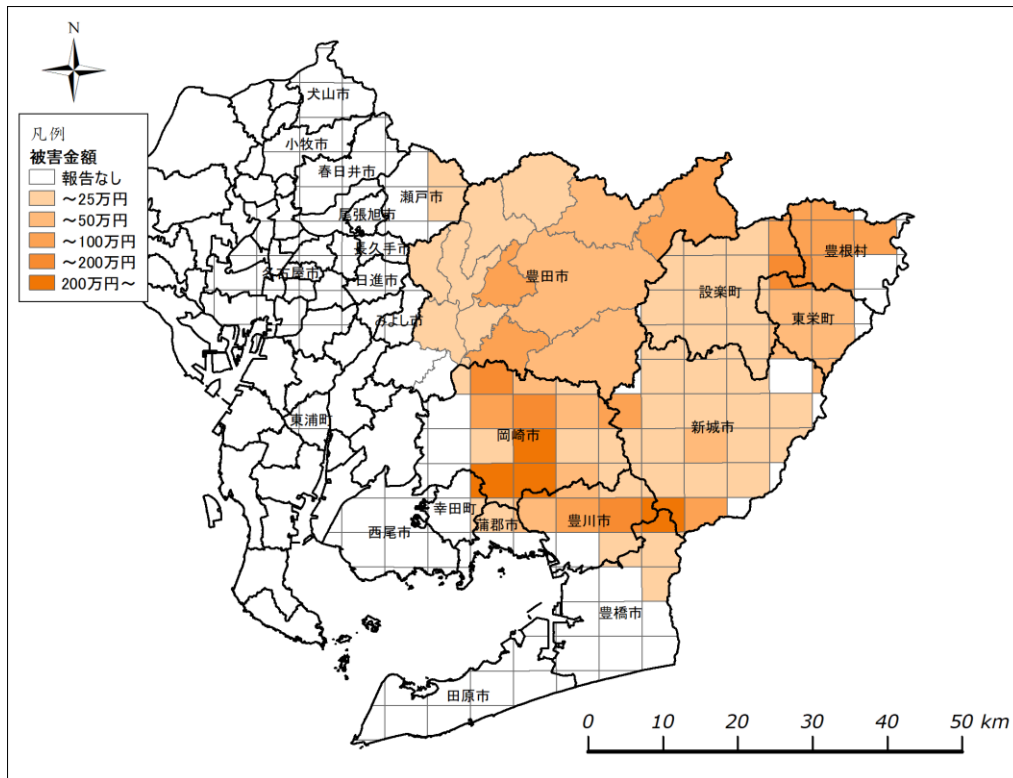 N
凡例
被害金額
報告なし
～25万円
～50万円
～100万円
～200万円
200万円～
犬山市
小牧市
春日井市
瀬戸市
尾張旭市
長久手市
名古屋市
日進市
みよし市
豊田市
設楽町
豊根村
東栄町
東浦町
岡崎市
新城市
西尾市
幸田町
蒲郡市
豊川市
豊橋市
田原市
0 10 20 30 40 50 km